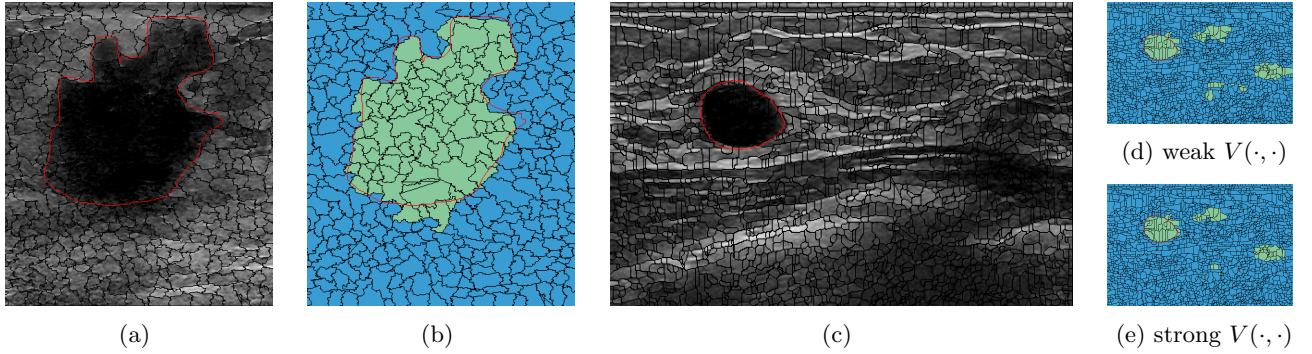 (a)
(b)
(c)
(d) weak V(·, ·)
(e) strong V(·, ·)